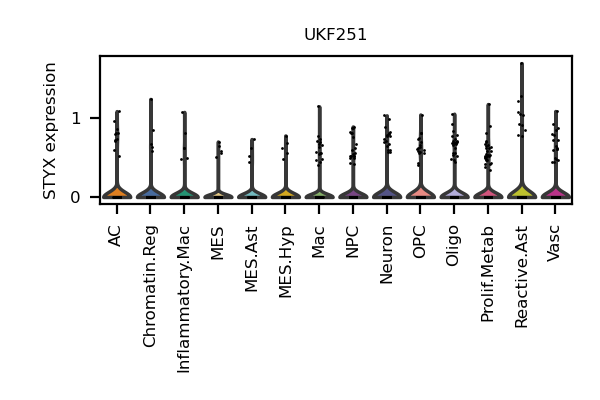 UKF251
STYX expression
1
0
AC
Chromatin.Reg
Inflammatory.Mac
MES
MES.Ast
MES.Hyp
Mac
NPC
Neuron
OPC
Oligo
Prolif.Metab
Reactive.Ast
Vasc